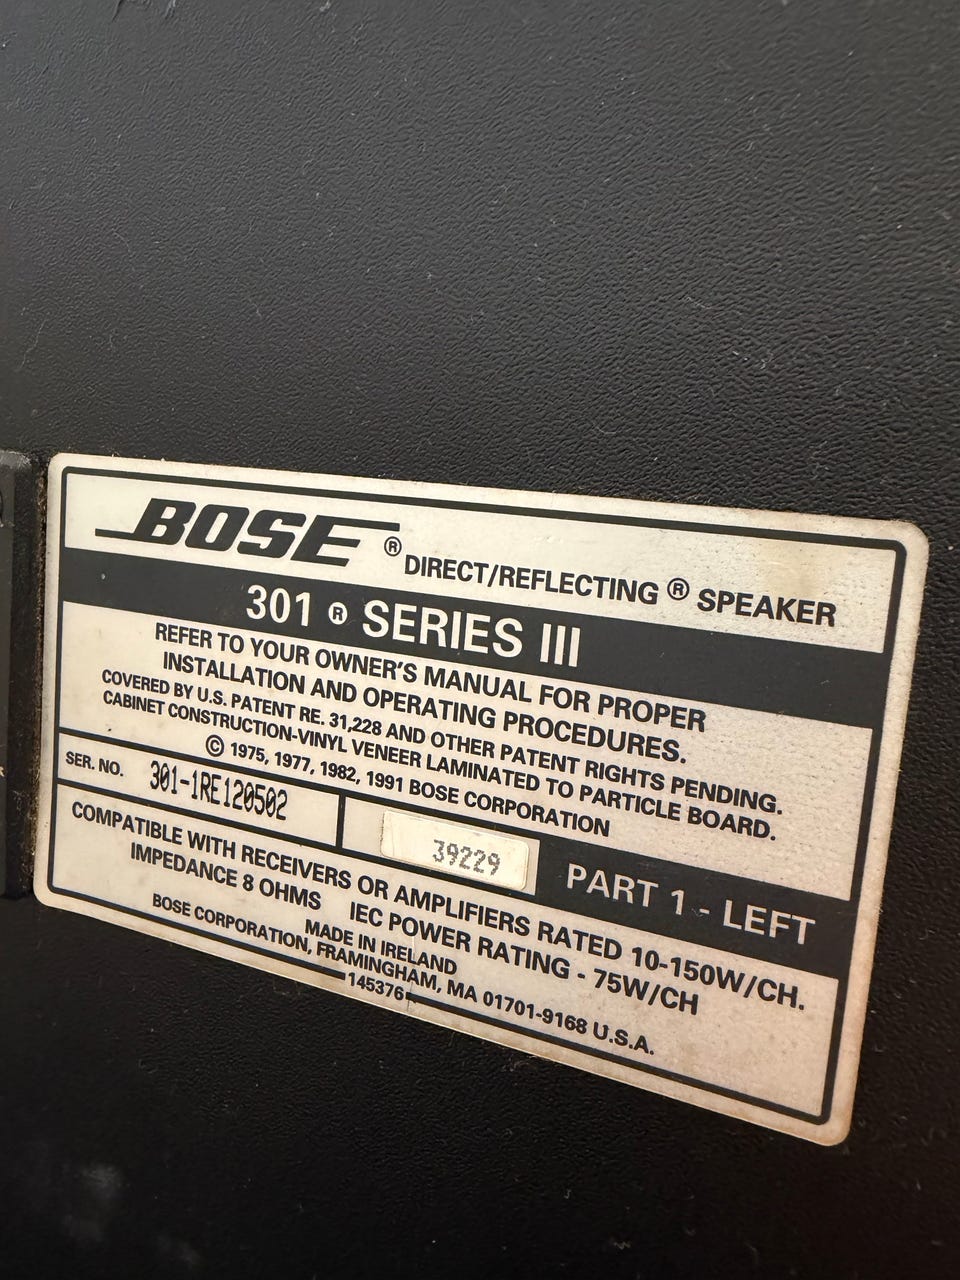 BOSE ® DIRECT/REFLECTING ® SPEAKER
301 ® SERIES III
REFER TO YOUR OWNER'S MANUAL FOR PROPER
INSTALLATION AND OPERATING PROCEDURES.
COVERED BY U.S. PATENT RE. 31,228 AND OTHER PATENT RIGHTS PENDING.
CABINET CONSTRUCTION-VINYL VENEER LAMINATED TO PARTICLE BOARD.
© 1975, 1977, 1982, 1991 BOSE CORPORATION
SER. NO. 301-1RE120502
39229
PART 1 - LEFT
COMPATIBLE WITH RECEIVERS OR AMPLIFIERS RATED 10-150W/CH.
IMPEDANCE 8 OHMS IEC POWER RATING - 75W/CH
MADE IN IRELAND
BOSE CORPORATION, FRAMINGHAM, MA 01701-9168 U.S.A.
145376